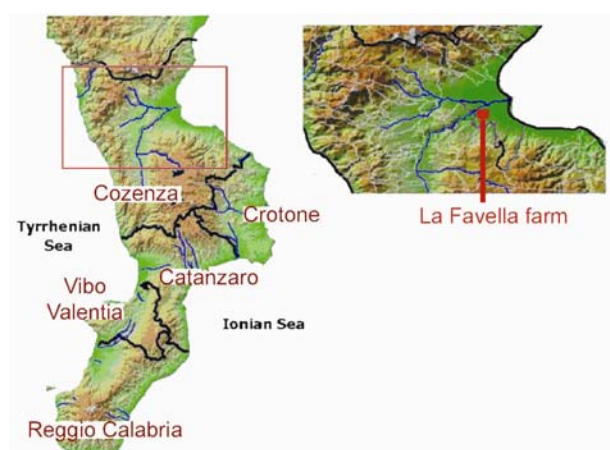 Cozenza
Crotone
La Favella farm
Tyrrhenian
Sea
Catanzaro
Vibo
Valentia
Ionian Sea
Reggio Calabria